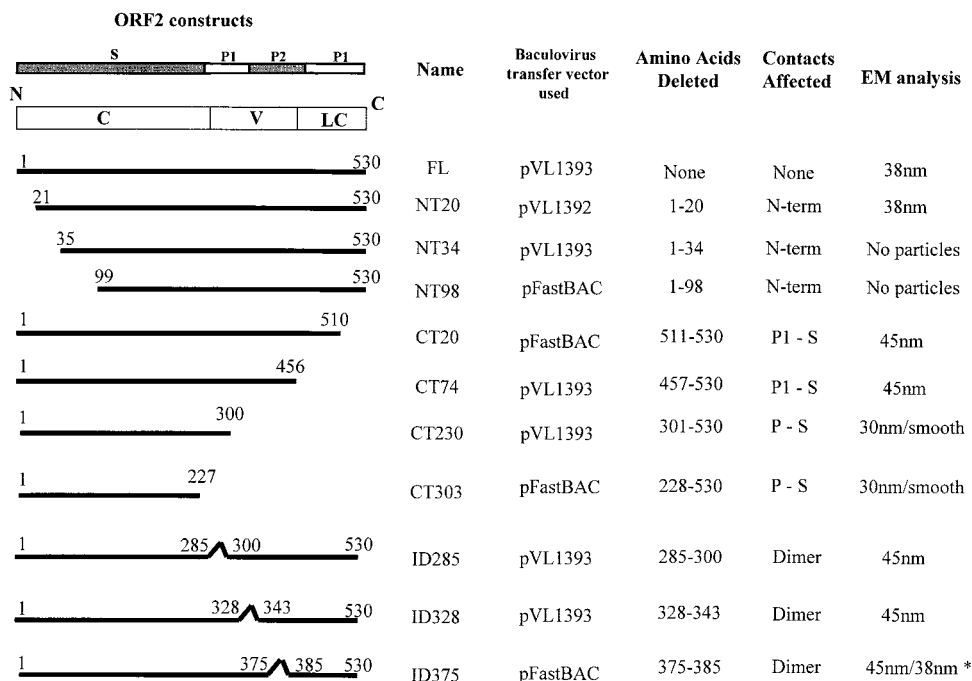 ORF2 constructs
S P1 P2 P1
N C
C V LC
Name Baculovirus transfer vector used Amino Acids Deleted Contacts Affected EM analysis
1 530 FL pVL1393 None None 38nm
21 530 NT20 pVL1392 1-20 N-term 38nm
35 530 NT34 pVL1393 1-34 N-term No particles
99 530 NT98 pFastBAC 1-98 N-term No particles
1 510 CT20 pFastBAC 511-530 P1 - S 45nm
1 456 CT74 pVL1393 457-530 P1 - S 45nm
1 300 CT230 pVL1393 301-530 P - S 30nm/smooth
1 227 CT303 pFastBAC 228-530 P - S 30nm/smooth
1 285 300 530 ID285 pVL1393 285-300 Dimer 45nm
1 328 343 530 ID328 pVL1393 328-343 Dimer 45nm
1 375 385 530 ID375 pFastBAC 375-385 Dimer 45nm/38nm *